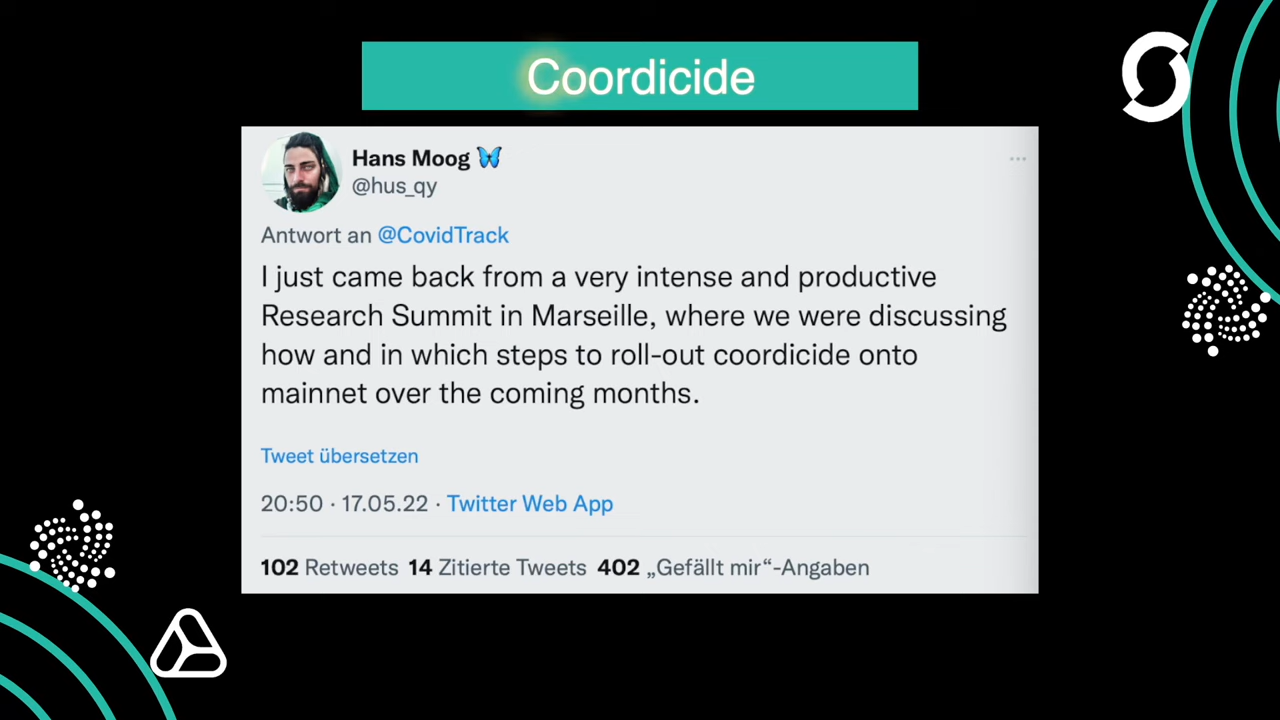 Coordicide
Hans Moog 🦋
@hus_qy
Antwort an @CovidTrack
I just came back from a very intense and productive
Research Summit in Marseille, where we were discussing
how and in which steps to roll-out coordicide onto
mainnet over the coming months.
Tweet übersetzen
20:50 · 17.05.22 · Twitter Web App
102 Retweets 14 Zitierte Tweets 402 „Gefällt mir“-Angaben